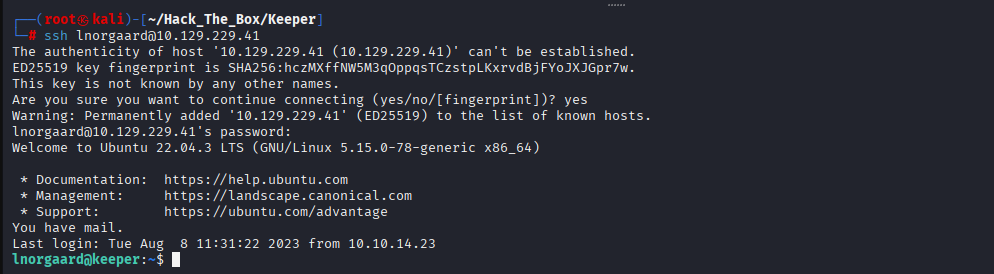 ┌──(root㉿kali)-[~/Hack_The_Box/Keeper]
└─# ssh lnorgaard@10.129.229.41
The authenticity of host '10.129.229.41 (10.129.229.41)' can't be established.
ED25519 key fingerprint is SHA256:hczMXffNW5M3qOppqsTCzstpLKxrvdBjFYoJXJGpr7w.
This key is not known by any other names.
Are you sure you want to continue connecting (yes/no/[fingerprint])? yes
Warning: Permanently added '10.129.229.41' (ED25519) to the list of known hosts.
lnorgaard@10.129.229.41's password:
Welcome to Ubuntu 22.04.3 LTS (GNU/Linux 5.15.0-78-generic x86_64)

 * Documentation:  https://help.ubuntu.com
 * Management:     https://landscape.canonical.com
 * Support:        https://ubuntu.com/advantage
You have mail.
Last login: Tue Aug  8 11:31:22 2023 from 10.10.14.23
lnorgaard@keeper:~$